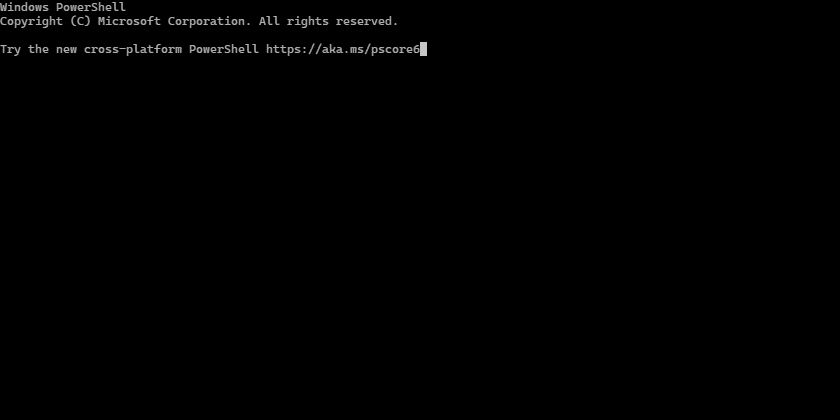 Windows PowerShell
Copyright (C) Microsoft Corporation. All rights reserved.
Try the new cross-platform PowerShell https://aka.ms/pscore6